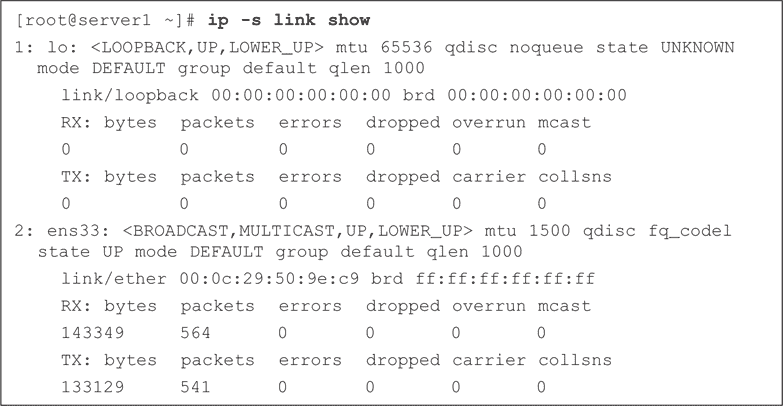 [root@server1 ~]# ip -s link show
1: lo: <LOOPBACK,UP,LOWER_UP> mtu 65536 qdisc noqueue state UNKNOWN
mode DEFAULT group default qlen 1000
link/loopback 00:00:00:00:00:00 brd 00:00:00:00:00:00
RX: bytes packets errors dropped overrun mcast
0 0 0 0 0 0
TX: bytes packets errors dropped carrier collsns
0 0 0 0 0 0
2: ens33: <BROADCAST,MULTICAST,UP,LOWER_UP> mtu 1500 qdisc fq_codel
state UP mode DEFAULT group default qlen 1000
link/ether 00:0c:29:50:9e:c9 brd ff:ff:ff:ff:ff:ff
RX: bytes packets errors dropped overrun mcast
143349 564 0 0 0 0
TX: bytes packets errors dropped carrier collsns
133129 541 0 0 0 0